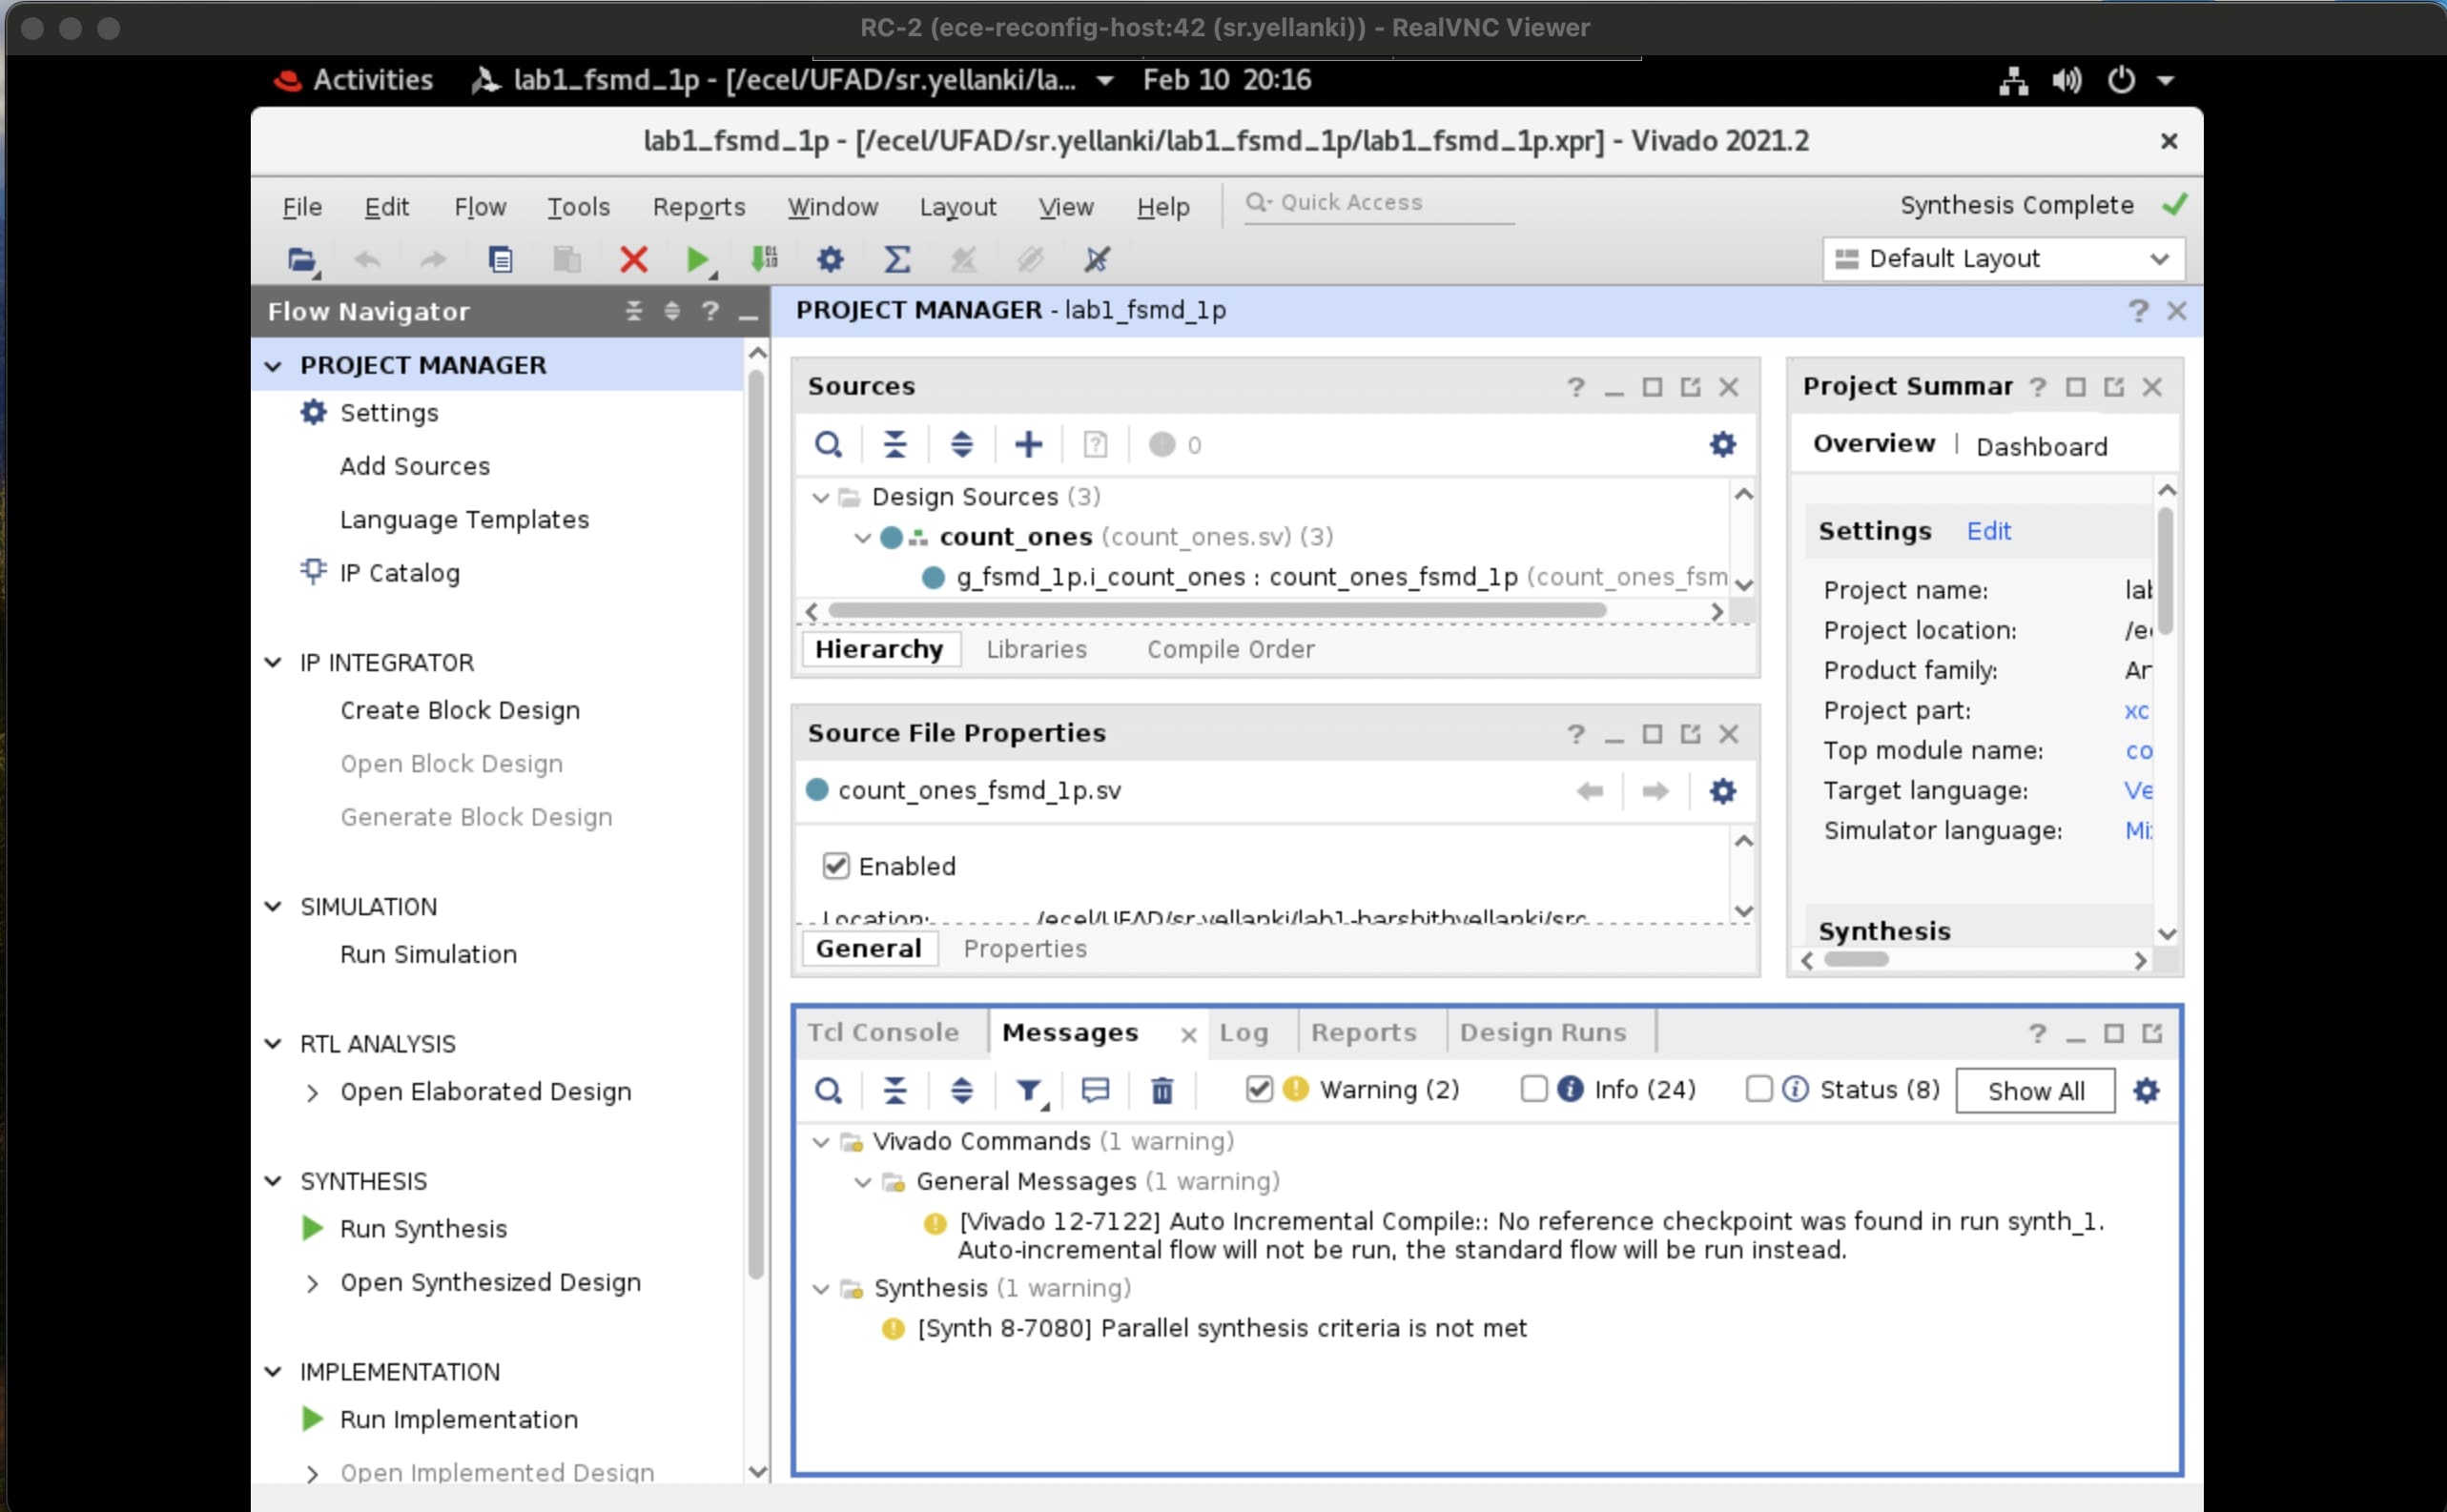 RC-2 (ece-reconfig-host:42 (sr.yellanki)) - RealVNC Viewer
Activities lab1_fsmd_1p - [/ecel/UFAD/sr.yellanki/la... Feb 10 20:16
lab1_fsmd_1p - [/ecel/UFAD/sr.yellanki/lab1_fsmd_1p/lab1_fsmd_1p.xpr] - Vivado 2021.2
File Edit Flow Tools Reports Window Layout View Help Quick Access Synthesis Complete
Default Layout
Flow Navigator
PROJECT MANAGER
Settings
Add Sources
Language Templates
IP Catalog
IP INTEGRATOR
Create Block Design
Open Block Design
Generate Block Design
SIMULATION
Run Simulation
RTL ANALYSIS
Open Elaborated Design
SYNTHESIS
Run Synthesis
Open Synthesized Design
IMPLEMENTATION
Run Implementation
Open Implemented Design
PROJECT MANAGER - lab1_fsmd_1p
Sources
0
Design Sources (3)
count_ones (count_ones.sv) (3)
g_fsmd_1p.i_count_ones : count_ones_fsmd_1p (count_ones_fsm
Hierarchy Libraries Compile Order
Source File Properties
count_ones_fsmd_1p.sv
Enabled
Location: /ecel/UFAD/sr.yellanki/lab1-harshithyellanki/src
General Properties
Project Summar
Overview | Dashboard
Settings Edit
Project name: lab
Project location: /e
Product family: Ar
Project part: xc
Top module name: co
Target language: Ve
Simulator language: Mi
Synthesis
Tcl Console Messages Log Reports Design Runs
Warning (2) Info (24) Status (8) Show All
Vivado Commands (1 warning)
General Messages (1 warning)
[Vivado 12-7122] Auto Incremental Compile:: No reference checkpoint was found in run synth_1.
Auto-incremental flow will not be run, the standard flow will be run instead.
Synthesis (1 warning)
[Synth 8-7080] Parallel synthesis criteria is not met